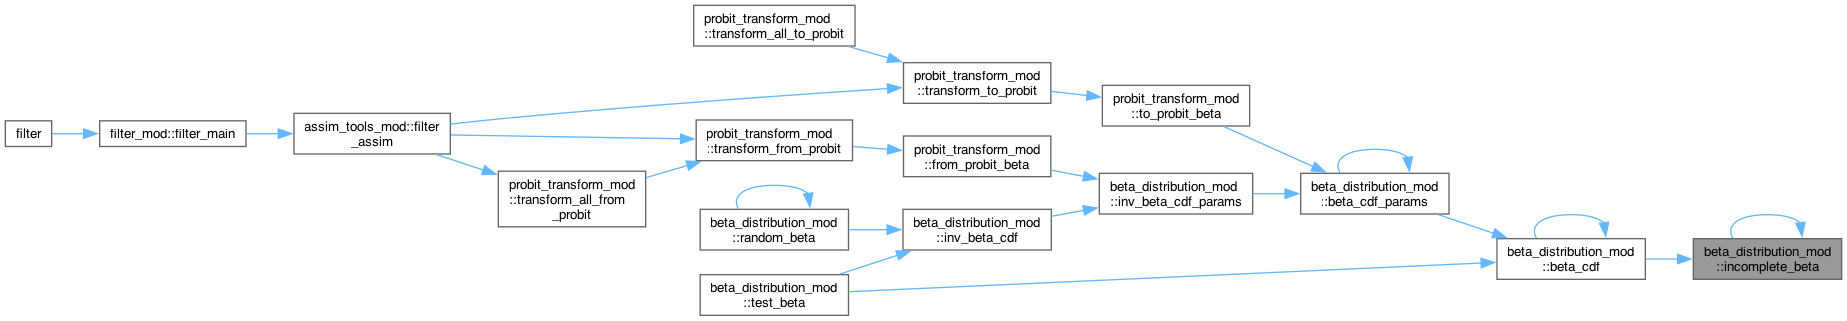 filter
filter_mod::filter_main
assim_tools_mod::filter
_assim
probit_transform_mod
::transform_all_to_probit
probit_transform_mod
::transform_to_probit
probit_transform_mod
::transform_from_probit
probit_transform_mod
::transform_all_from
_probit
beta_distribution_mod
::random_beta
beta_distribution_mod
::test_beta
probit_transform_mod
::from_probit_beta
beta_distribution_mod
::inv_beta_cdf
probit_transform_mod
::to_probit_beta
beta_distribution_mod
::inv_beta_cdf_params
beta_distribution_mod
::beta_cdf_params
beta_distribution_mod
::beta_cdf
beta_distribution_mod
::incomplete_beta